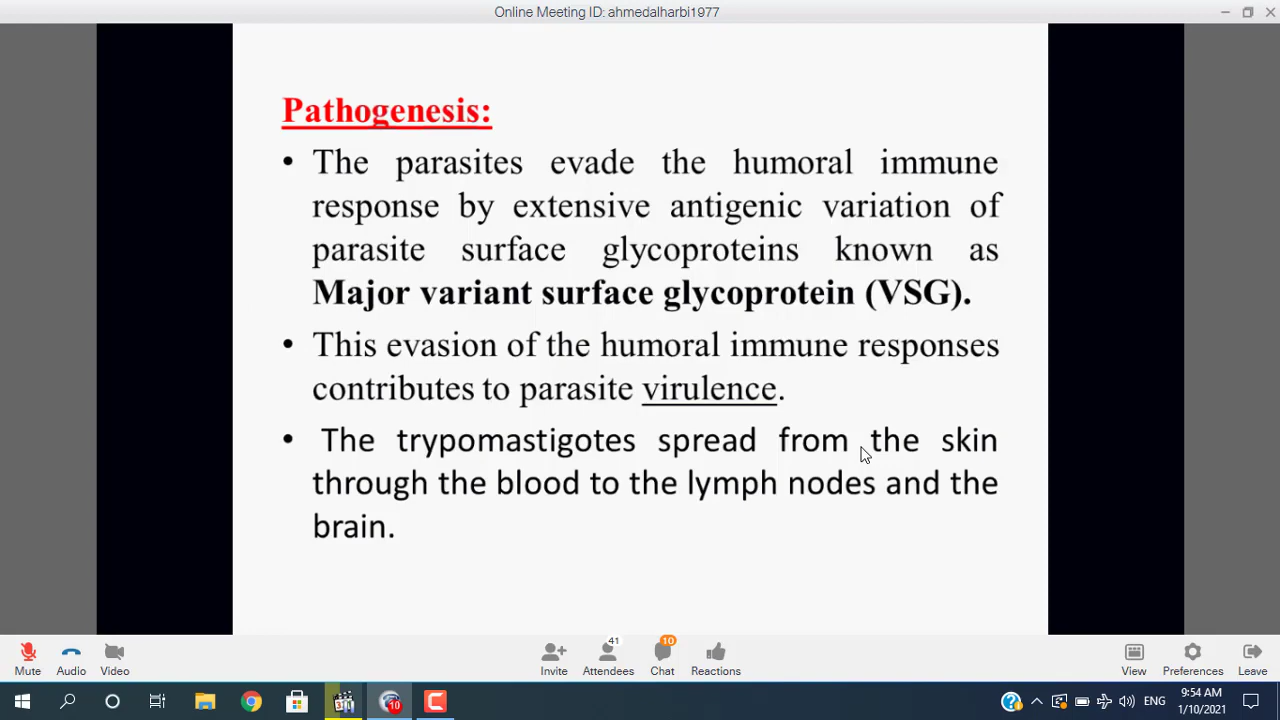 Online Meeting ID: ahmedalharbi1977
Pathogenesis:
• The parasites evade the humoral immune
response by extensive antigenic variation of
parasite surface glycoproteins known as
Major variant surface glycoprotein (VSG).
• This evasion of the humoral immune responses
contributes to parasite virulence.
• The trypomastigotes spread from the skin
through the blood to the lymph nodes and the
brain.
41
10
Mute Audio Video Invite Attendees Chat Reactions View Preferences Leave
10
ENG
9:54 AM
1/10/2021